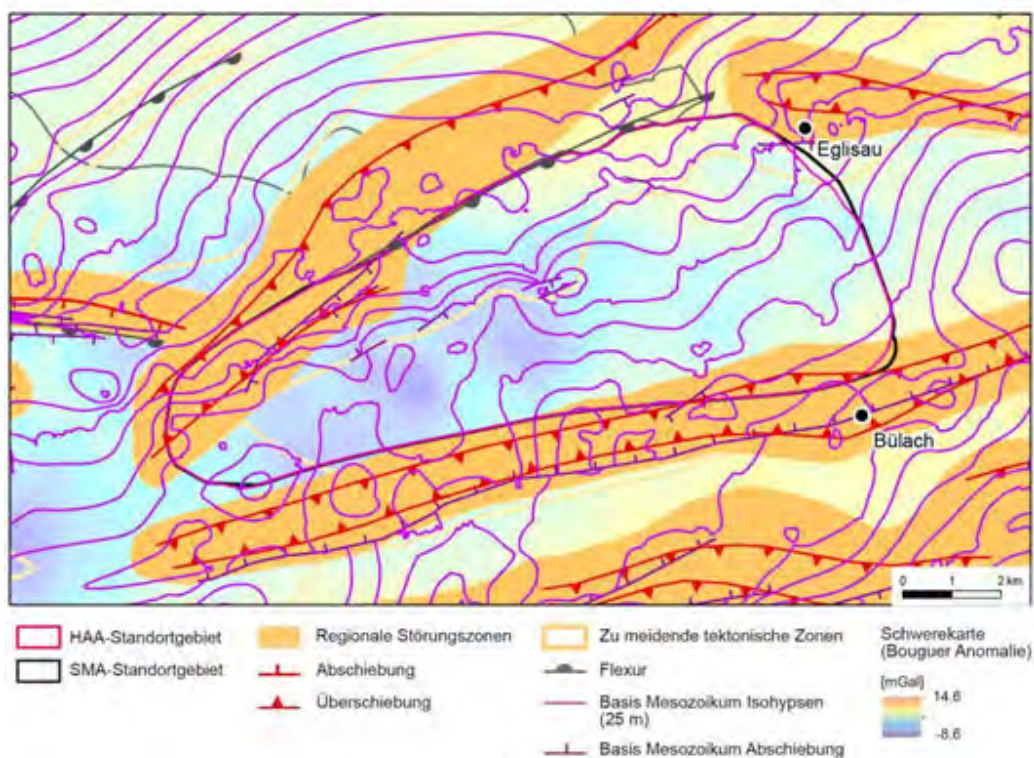 Eglisau
Bülach
0 1 2 km
HAA-Standortgebiet
SMA-Standortgebiet
Regionale Störungszonen
Abschiebung
Überschiebung
Zu meidende tektonische Zonen
Flexur
Basis Mesozoikum Isohypsen
(25 m)
Basis Mesozoikum Abschiebung
Schwerekarte
(Bouguer Anomalie)
[mGal]
14.6
-8.6